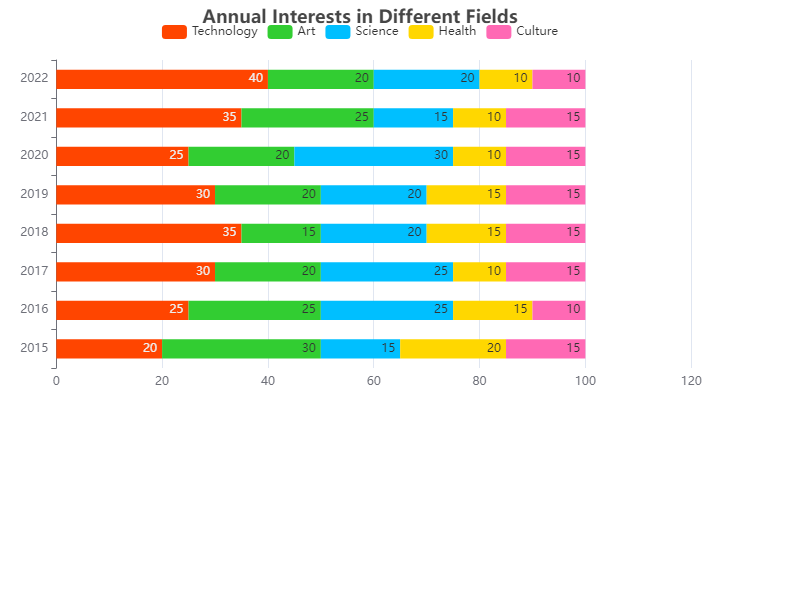 Annual Interests in Different Fields
Technology Art Science Health Culture
2022 40 20 20 10 10
2021 35 25 15 10 15
2020 25 20 30 10 15
2019 30 20 20 15 15
2018 35 15 20 15 15
2017 30 20 25 10 15
2016 25 25 25 15 10
2015 20 30 15 20 15
0 20 40 60 80 100 120